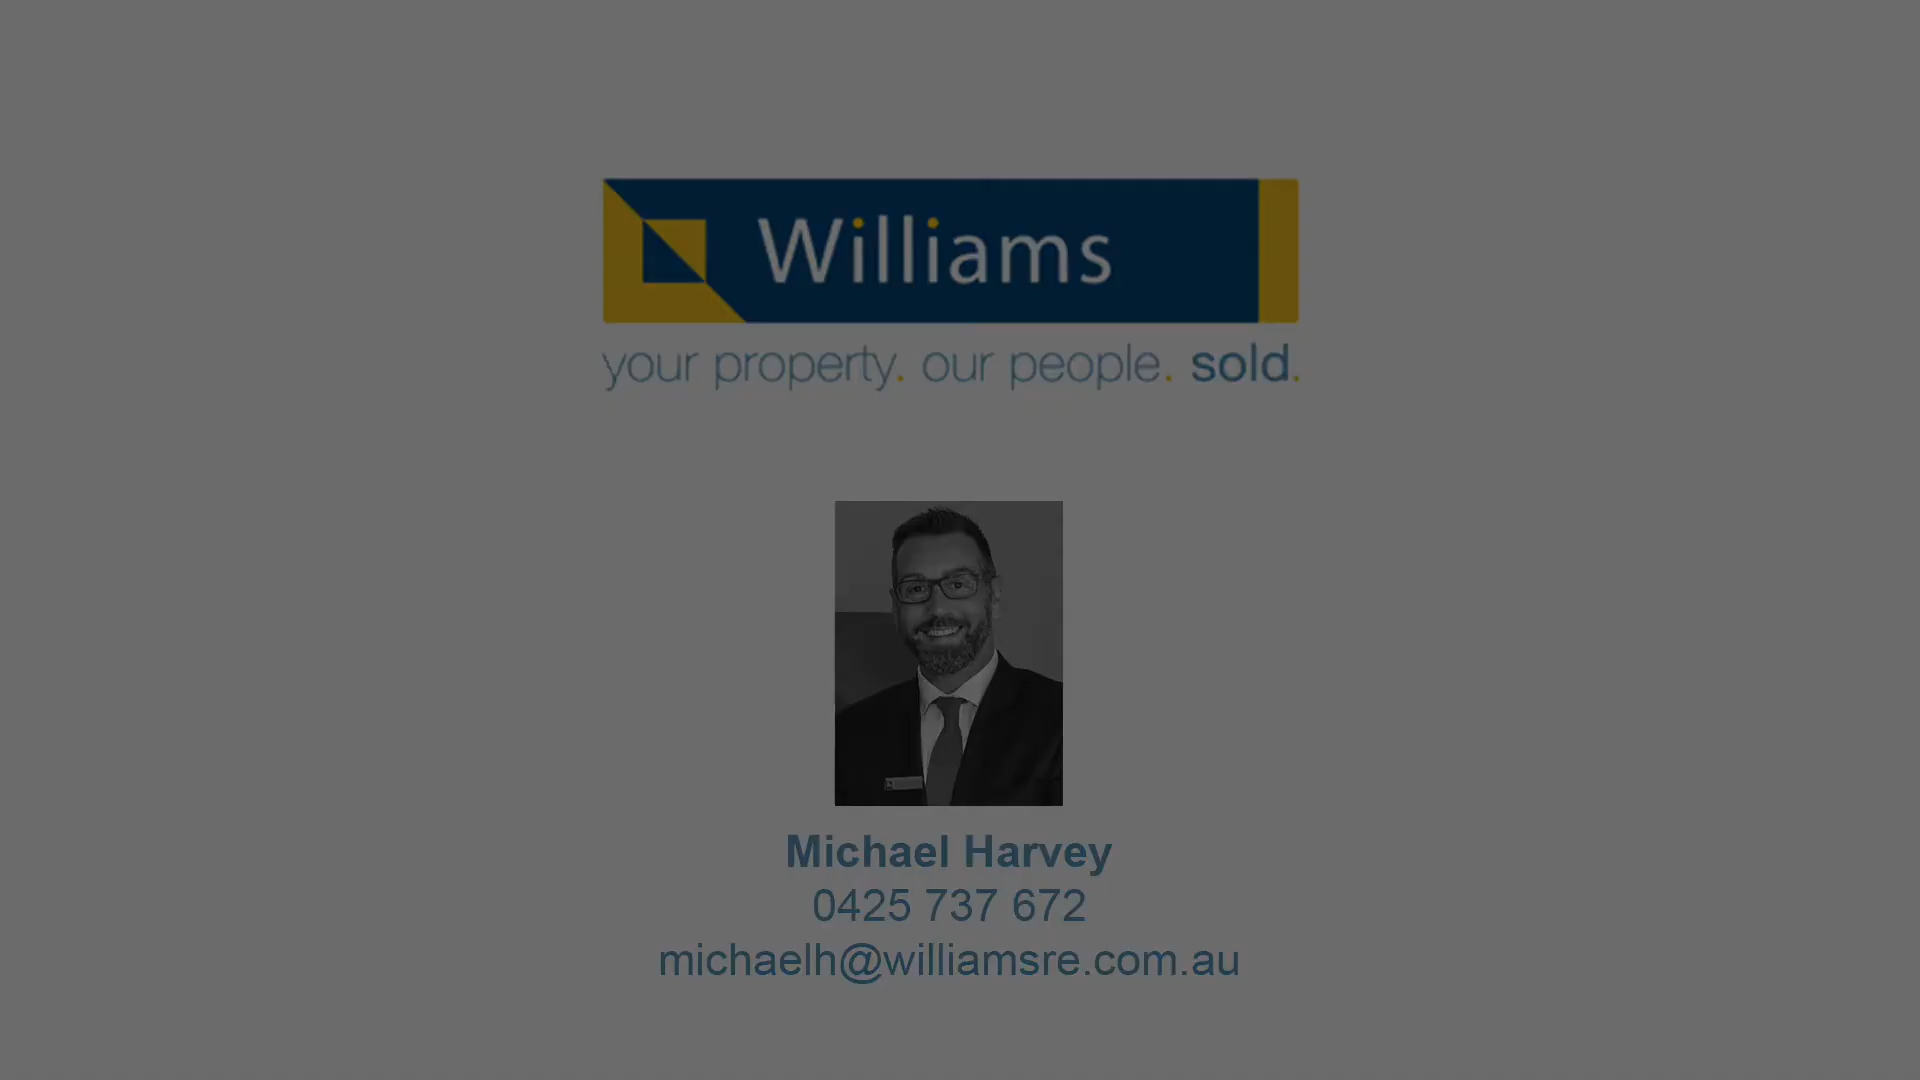 Williams
your property. our people. sold.
Michael Harvey
0425 737 672
michaelh@williamsre.com.au